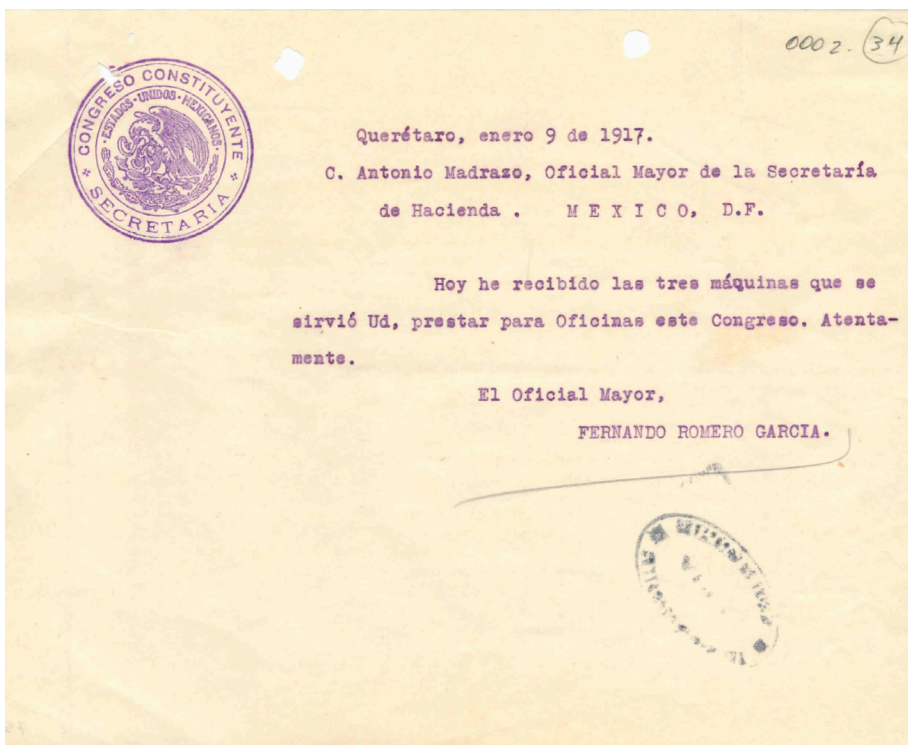 0002. 34
CONGRESO CONSTITUYENTE
ESTADOS·UNIDOS·MEXICANOS
SECRETARIA
Querétaro, enero 9 de 1917.
C. Antonio Madrazo, Oficial Mayor de la Secretaría
de Hacienda . M E X I C O, D.F.
Hoy he recibido las tres máquinas que se
sirvió Ud, prestar para Oficinas este Congreso. Atenta-
mente.
El Oficial Mayor,
FERNANDO ROMERO GARCIA.